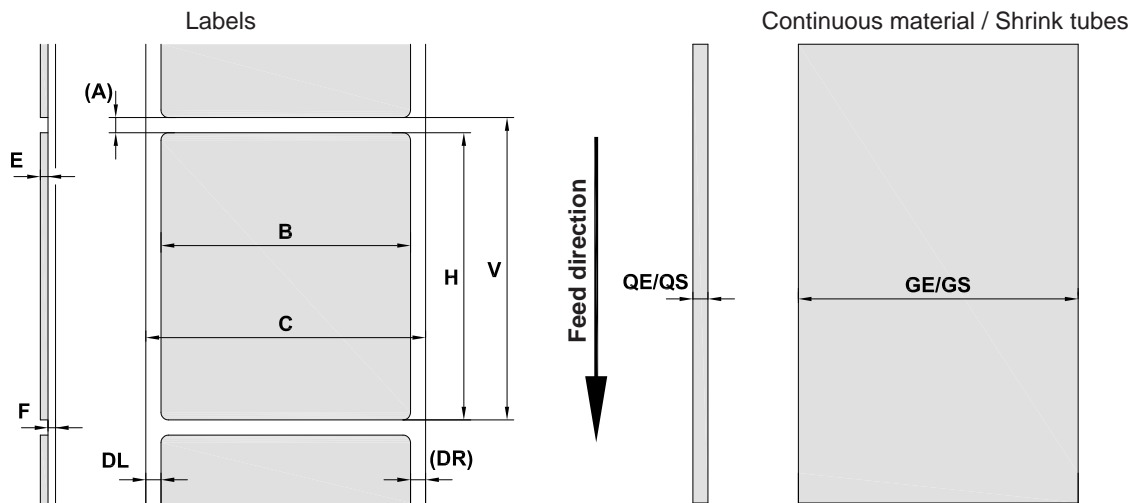 Labels
Continuous material / Shrink tubes
(A)
E
B
H
V
C
F
DL
(DR)
Feed direction
QE/QS
GE/GS